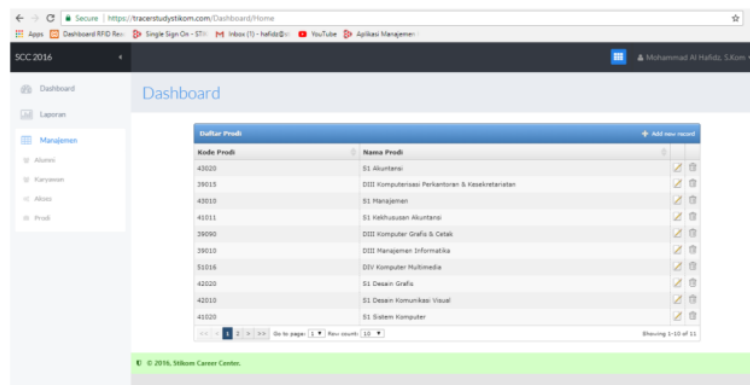 Secure | https://tracerstudystikom.com/Dashboard/Home
Apps Dashboard RFID Res Single Sign On - STI Inbox (1) - hafidz@s YouTube Aplikasi Manajemen
SCC 2016 Mohammad Al Hafidz, S.Kom
Dashboard
Laporan
Manajemen
Alumni
Karyawan
Akses
Prodi
Dashboard
Daftar Prodi + Add new record
Kode Prodi Nama Prodi
43020 S1 Akuntansi
39015 DIII Komputerisasi Perkantoran & Kesekretariatan
43010 S1 Manajemen
41011 S1 Kekhususan Akuntansi
39090 DIII Komputer Grafis & Cetak
39010 DIII Manajemen Informatika
51016 DIV Komputer Multimedia
42020 S1 Desain Grafis
42010 S1 Desain Komunikasi Visual
41020 S1 Sistem Komputer
<< < 1 2 > >> Go to page: 1 Row count: 10 Showing 1-10 of 11
© 2016, Stikom Career Center.